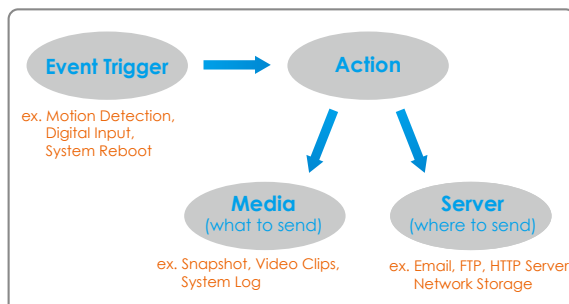 Event Trigger
Action
ex. Motion Detection,
Digital Input,
System Reboot
Media
(what to send)
Server
(where to send)
ex. Snapshot, Video Clips,
System Log
ex. Email, FTP, HTTP Server
Network Storage